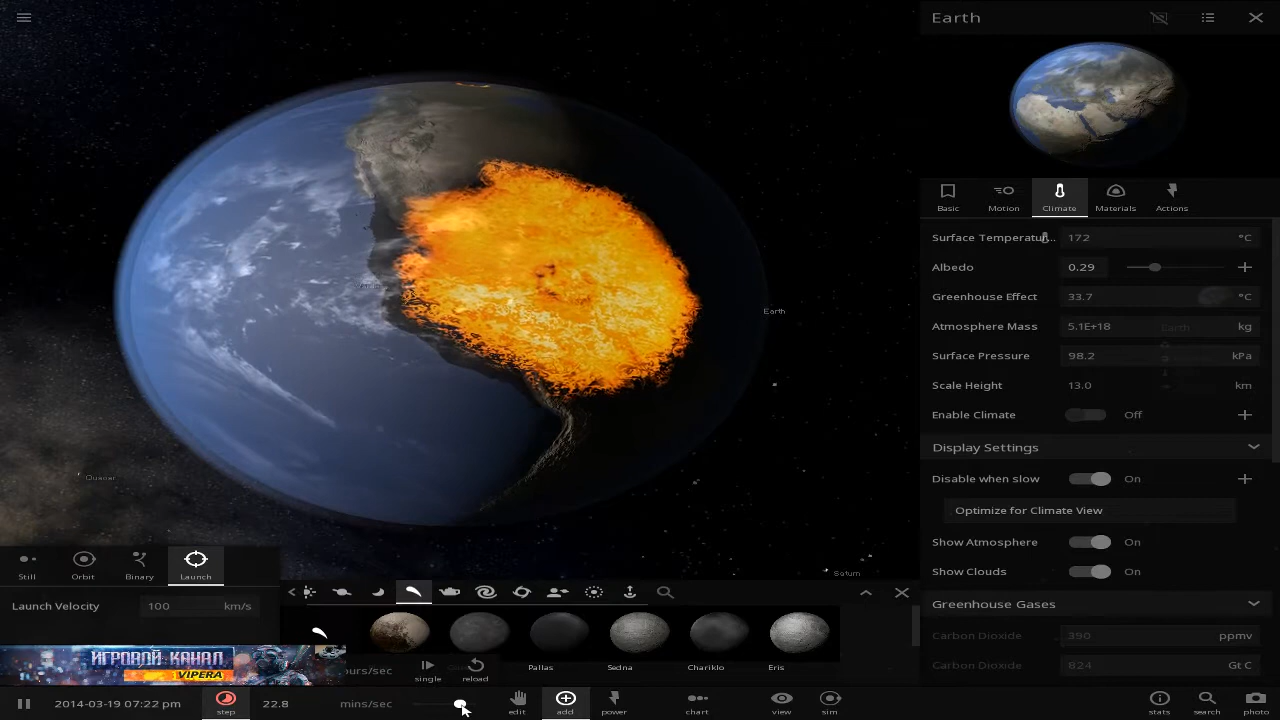 Earth
Basic
Motion
Climate
Materials
Actions
Surface Temperatur...
172
°C
Albedo
0.29
Greenhouse Effect
33.7
°C
Atmosphere Mass
5.1E+18
kg
Earth
Surface Pressure
98.2
kPa
Scale Height
13.0
km
Enable Climate
Off
Display Settings
Disable when slow
On
Optimize for Climate View
Show Atmosphere
On
Show Clouds
On
Greenhouse Gases
Carbon Dioxide
390
ppmv
Carbon Dioxide
824
Gt C
Earth
Quaoar
Saturn
Still
Orbit
Binary
Launch
Launch Velocity
100
km/s
Pallas
Sedna
Chariklo
Eris
ИГРОВОЙ КАНАЛ
VIPERA
ours/sec
single
reload
2014-03-19 07:22 pm
step
22.8
mins/sec
edit
add
power
chart
view
sim
stats
search
photo